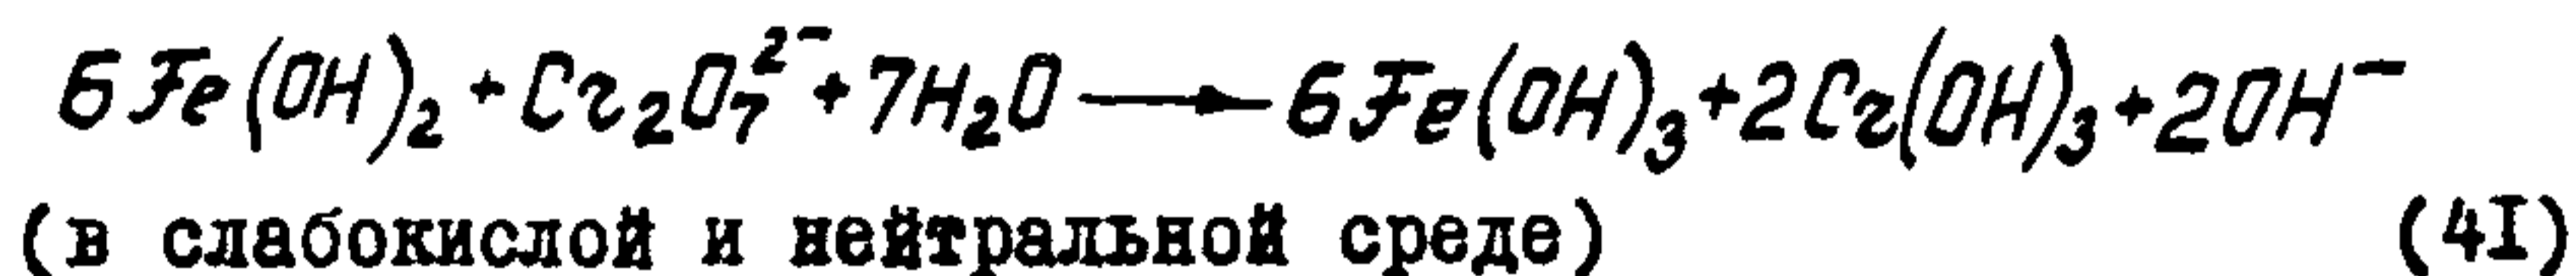 6Fe(OH)₂ + Cr₂O₇²⁻ + 7H₂O ⟶ 6Fe(OH)₃ + 2Cr(OH)₃ + 2OH⁻
(в слабокислой и нейтральной среде) (4I)